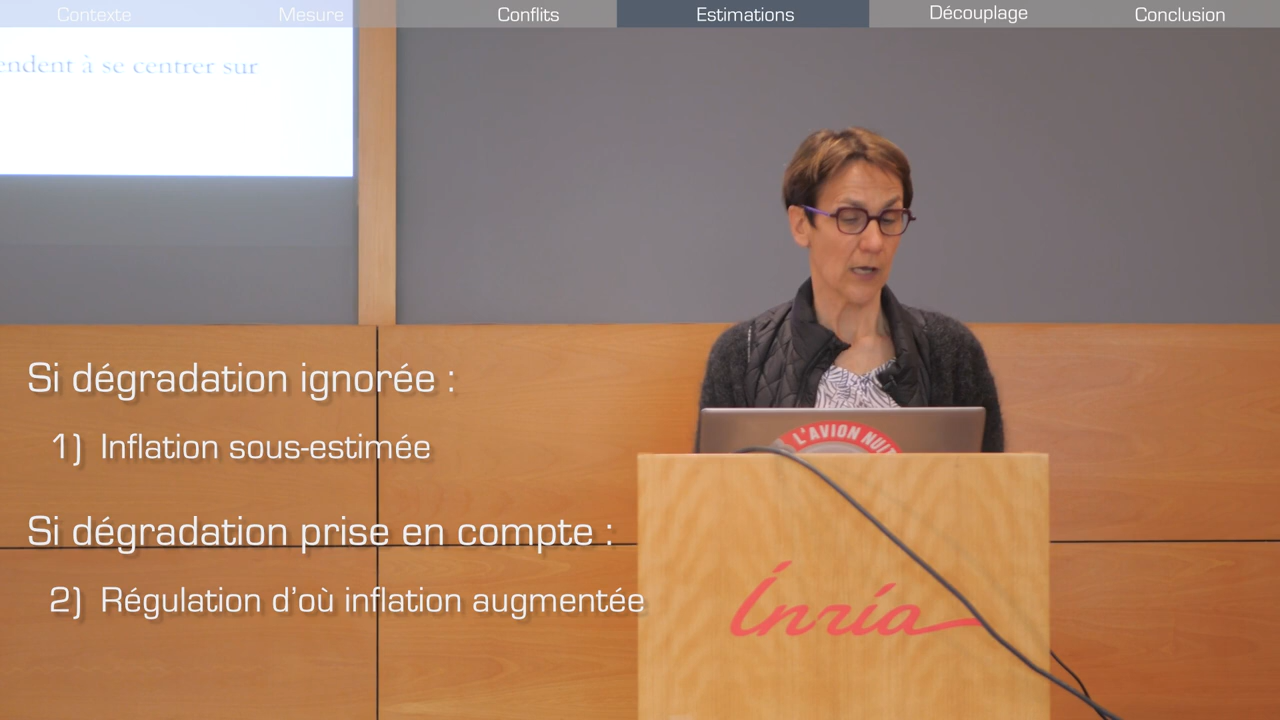 Contexte
Mesure
Conflits
Estimations
Découplage
Conclusion
endent à se centrer sur
Si dégradation ignorée :
1) Inflation sous-estimée
Si dégradation prise en compte :
2) Régulation d'où inflation augmentée
L'AVION NUIT
Inria